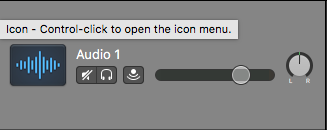 Icon - Control-click to open the icon menu.
Audio 1
L R